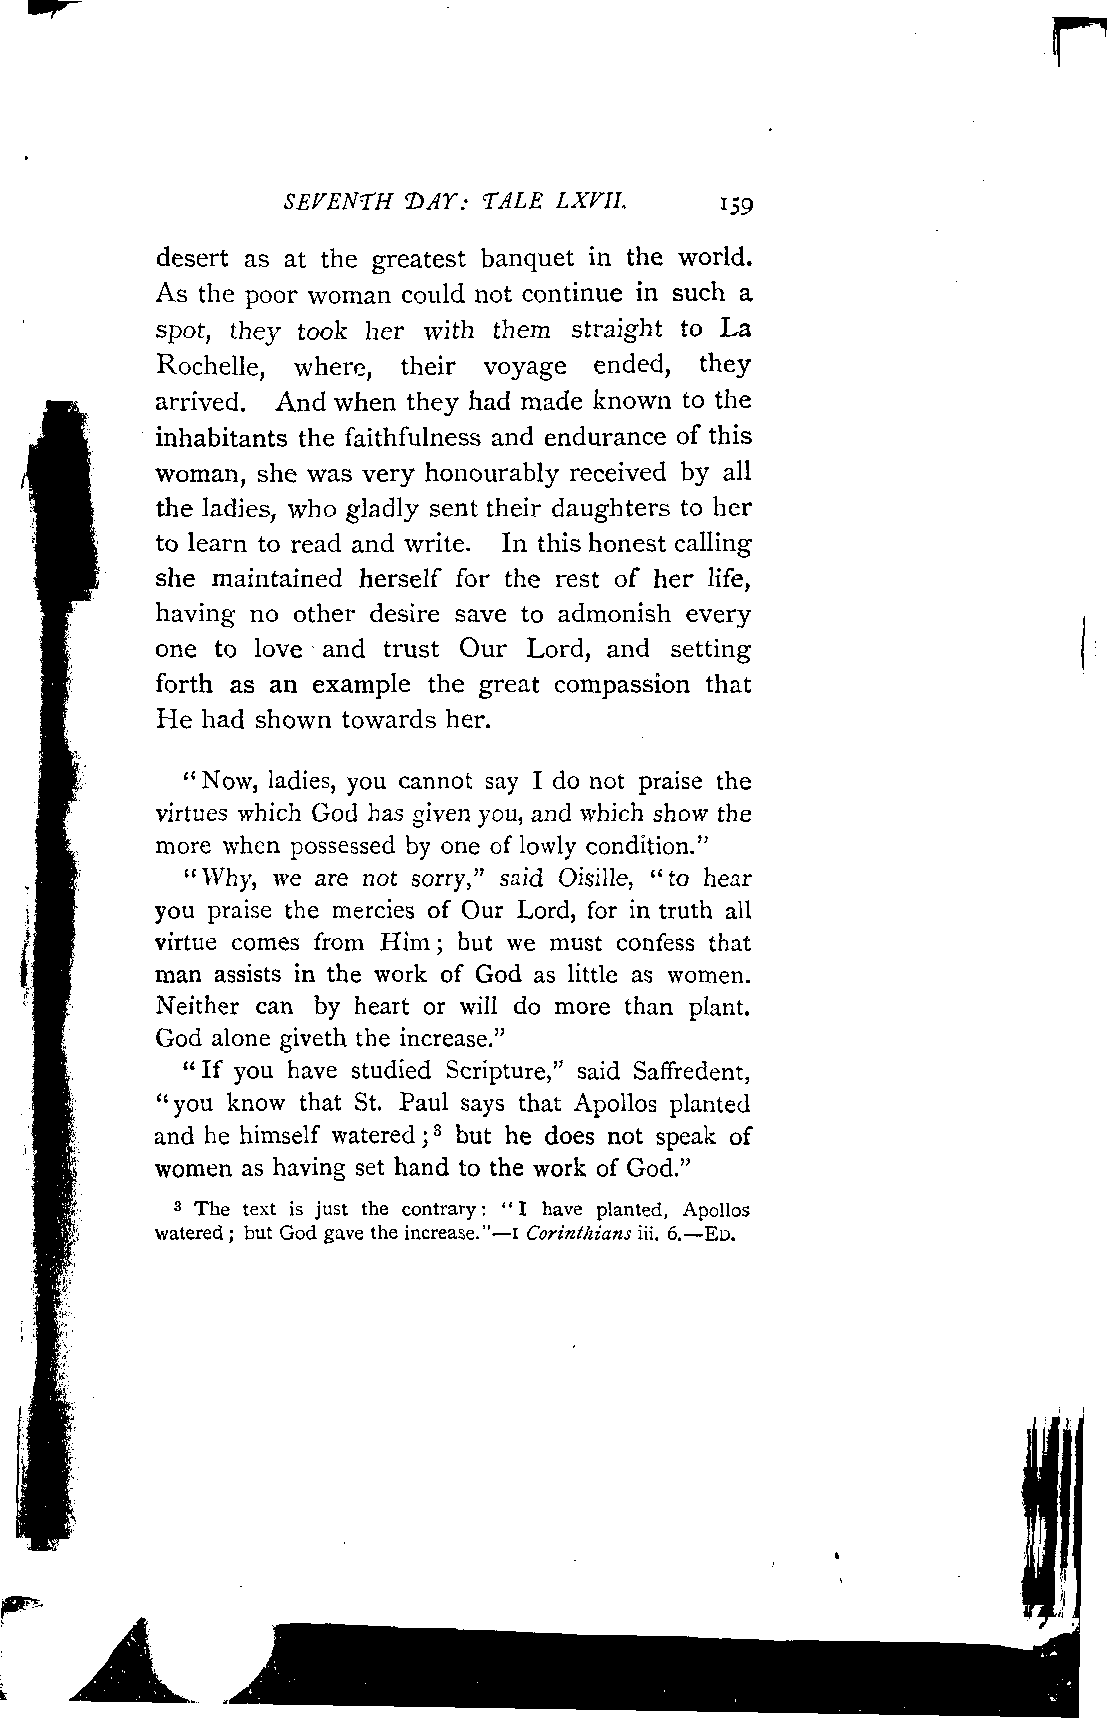 SEVENTH DAY: TALE LXVII. 159
desert as at the greatest banquet in the world.
As the poor woman could not continue in such a
spot, they took her with them straight to La
Rochelle, where, their voyage ended, they
arrived. And when they had made known to the
inhabitants the faithfulness and endurance of this
woman, she was very honourably received by all
the ladies, who gladly sent their daughters to her
to learn to read and write. In this honest calling
she maintained herself for the rest of her life,
having no other desire save to admonish every
one to love and trust Our Lord, and setting
forth as an example the great compassion that
He had shown towards her.
"Now, ladies, you cannot say I do not praise the
virtues which God has given you, and which show the
more when possessed by one of lowly condition."
"Why, we are not sorry," said Oisille, "to hear
you praise the mercies of Our Lord, for in truth all
virtue comes from Him; but we must confess that
man assists in the work of God as little as women.
Neither can by heart or will do more than plant.
God alone giveth the increase."
"If you have studied Scripture," said Saffredent,
"you know that St. Paul says that Apollos planted
and he himself watered;³ but he does not speak of
women as having set hand to the work of God."
³ The text is just the contrary: "I have planted, Apollos
watered; but God gave the increase."—1 Corinthians iii. 6.—ED.